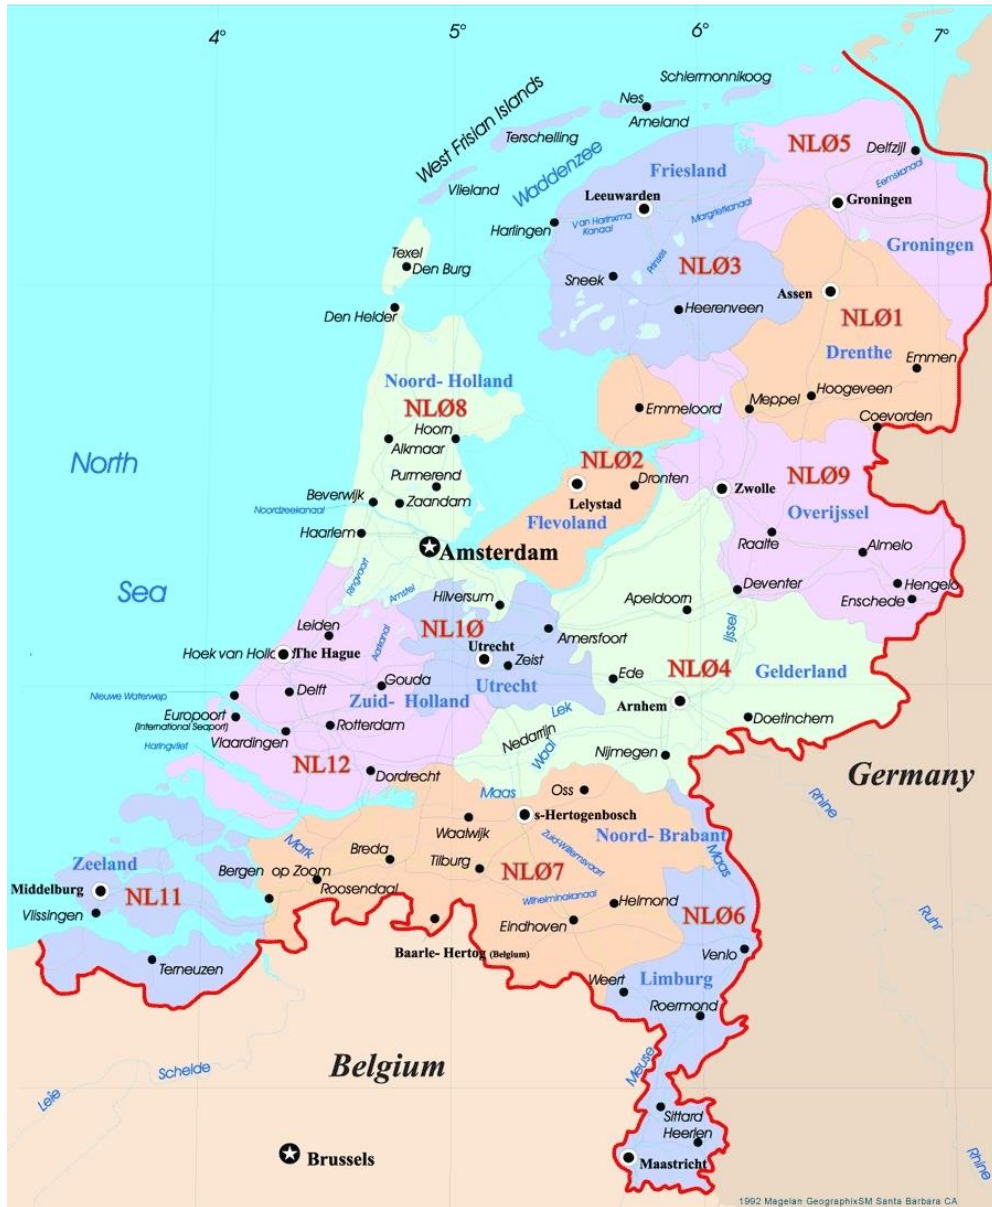 4°
5°
6°
7°
Schiermonnikoog
Nes
Ameland
West Frisian Islands
Terschelling
Waddenzee
Vlieland
NLØ5
Delfzijl
Friesland
Eemskanaal
Leeuwarden
Groningen
Harlingen
Van Harinxma
Kanaal
Margrietkanaal
Groningen
Texel
Den Burg
Sneek
Prinses
NLØ3
Assen
Den Helder
Heerenveen
NLØ1
Drenthe
Emmen
Noord- Holland
Hoogeveen
Meppel
NLØ8
Emmeloord
Coevorden
Hoorn
Alkmaar
North
Sea
NLØ2
Dronten
NLØ9
Purmerend
Lelystad
Zwolle
Beverwijk
Zaandam
Noordzeekanaal
Flevoland
Overijssel
Haarlem
Raalte
Almelo
Amsterdam
Ringvaart
Amstel
Hilversum
Apeldoorn
Deventer
Hengelo
Enschede
IJssel
Leiden
Aarkanal
NL1Ø
Amersfoort
Hoek van Holl
The Hague
Utrecht
Zeist
NLØ4
Gelderland
Gouda
Ede
Delft
Utrecht
Nieuwe Waterwep
Zuid- Holland
Arnhem
Europoort
(International Seaport)
Lek
Doetinchem
Rotterdam
Nedarrijn
Vlaardingen
Haringvliet
Waal
Nijmegen
NL12
Dordrecht
Germany
Rhine
Maas
Oss
s-Hertogenbosch
Waalwijk
Noord- Brabant
Mark
Zuid-Willemsvaart
Maas
Zeeland
Breda
Tilburg
NLØ7
Bergen op Zoom
Middelburg
NL11
Roosendaal
Wilhelminakanaal
Helmond
NLØ6
Vlissingen
Eindhoven
Ruhr
Baarle- Hertog (Belgium)
Venlo
Terneuzen
Weert
Limburg
Roermond
Belgium
Meuse
Schelde
Leie
Sittard
Heerlen
Brussels
Maastricht
Rhine
1992 Magelan GeographixSM Santa Barbara CA